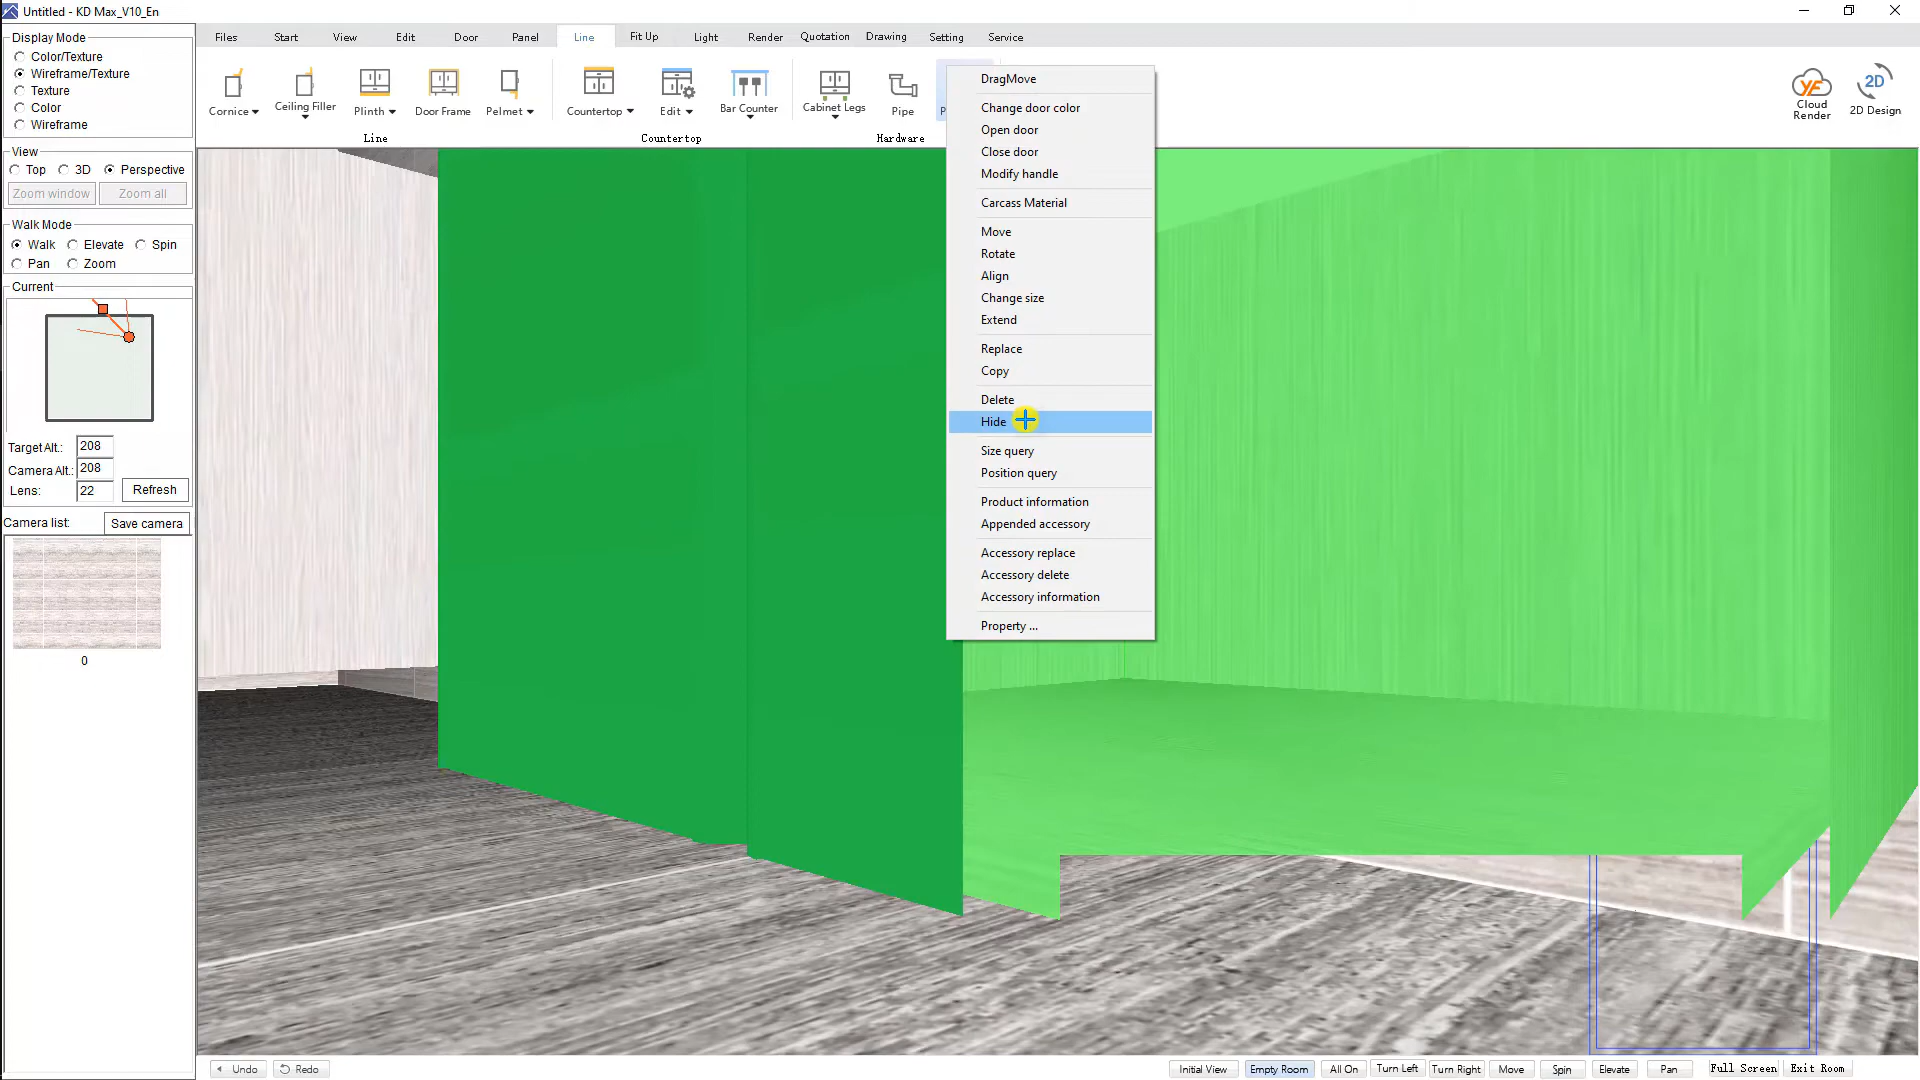 Untitled - KD Max_V10_En
Display Mode
Color/Texture
Wireframe/Texture
Texture
Color
Wireframe
View
Top 3D Perspective
Zoom window Zoom all
Walk Mode
Walk Elevate Spin
Pan Zoom
Current
Target Alt.: 208
Camera Alt.: 208
Lens: 22 Refresh
Camera list: Save camera
0
Files Start View Edit Door Panel Line Fit Up Light Render Quotation Drawing Setting Service
Cornice Ceiling Filler Plinth Door Frame Pelmet Countertop Edit Bar Counter Cabinet Legs Pipe
Line Countertop Hardware
YF Cloud Render
2D 2D Design
DragMove
Change door color
Open door
Close door
Modify handle
Carcass Material
Move
Rotate
Align
Change size
Extend
Replace
Copy
Delete
Hide
Size query
Position query
Product information
Appended accessory
Accessory replace
Accessory delete
Accessory information
Property ...
Undo Redo Initial View Empty Room All On Turn Left Turn Right Move Spin Elevate Pan Full Screen Exit Room